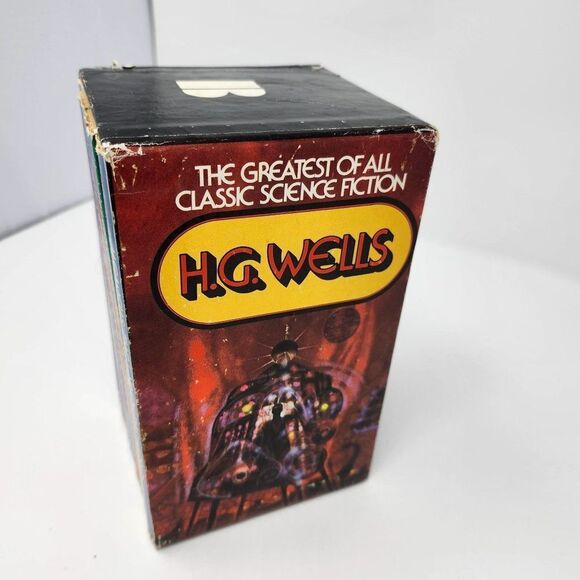 B
THE GREATEST OF ALL
CLASSIC SCIENCE FICTION
H.G. WELLS